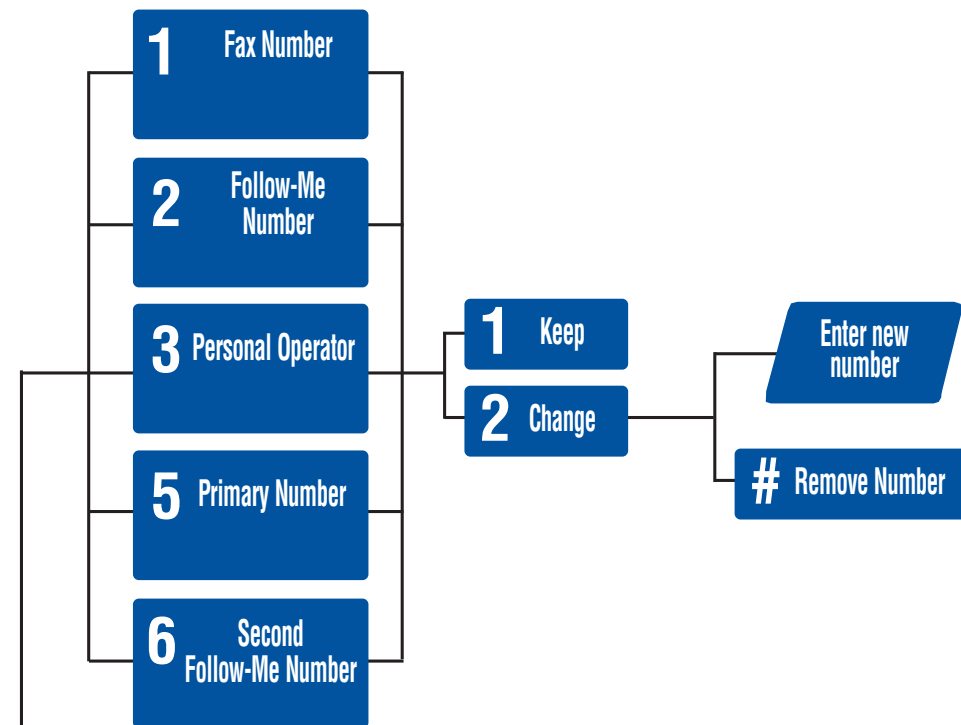 1 Fax Number
2 Follow-Me
Number
3 Personal Operator
5 Primary Number
6 Second
Follow-Me Number
1 Keep
2 Change
Enter new
number
# Remove Number